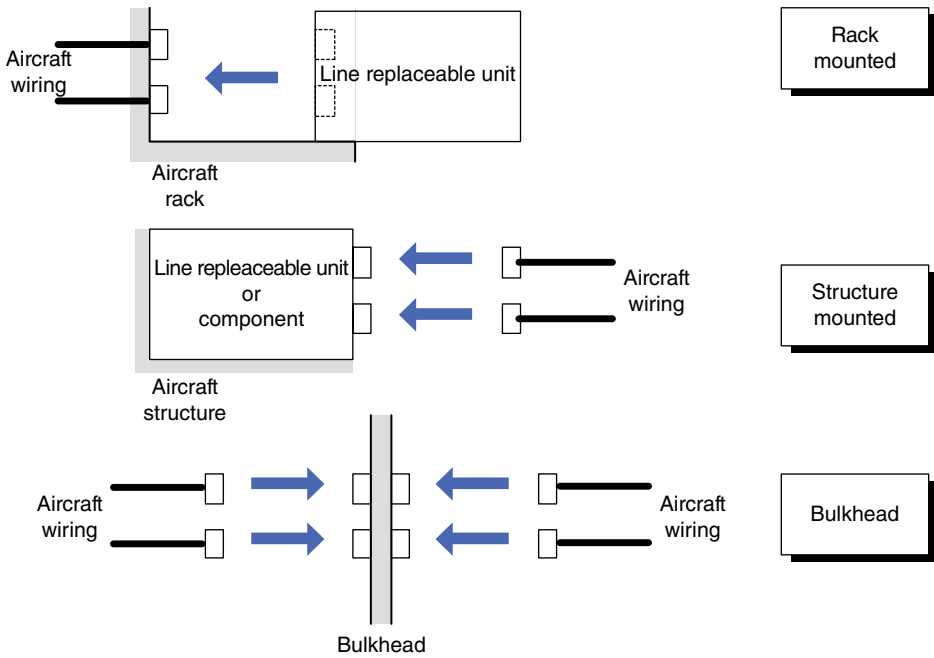 Aircraft
wiring
Line replaceable unit
Rack
mounted
Aircraft
rack
Line repleaceable unit
or
component
Aircraft
wiring
Structure
mounted
Aircraft
structure
Aircraft
wiring
Aircraft
wiring
Bulkhead
Bulkhead